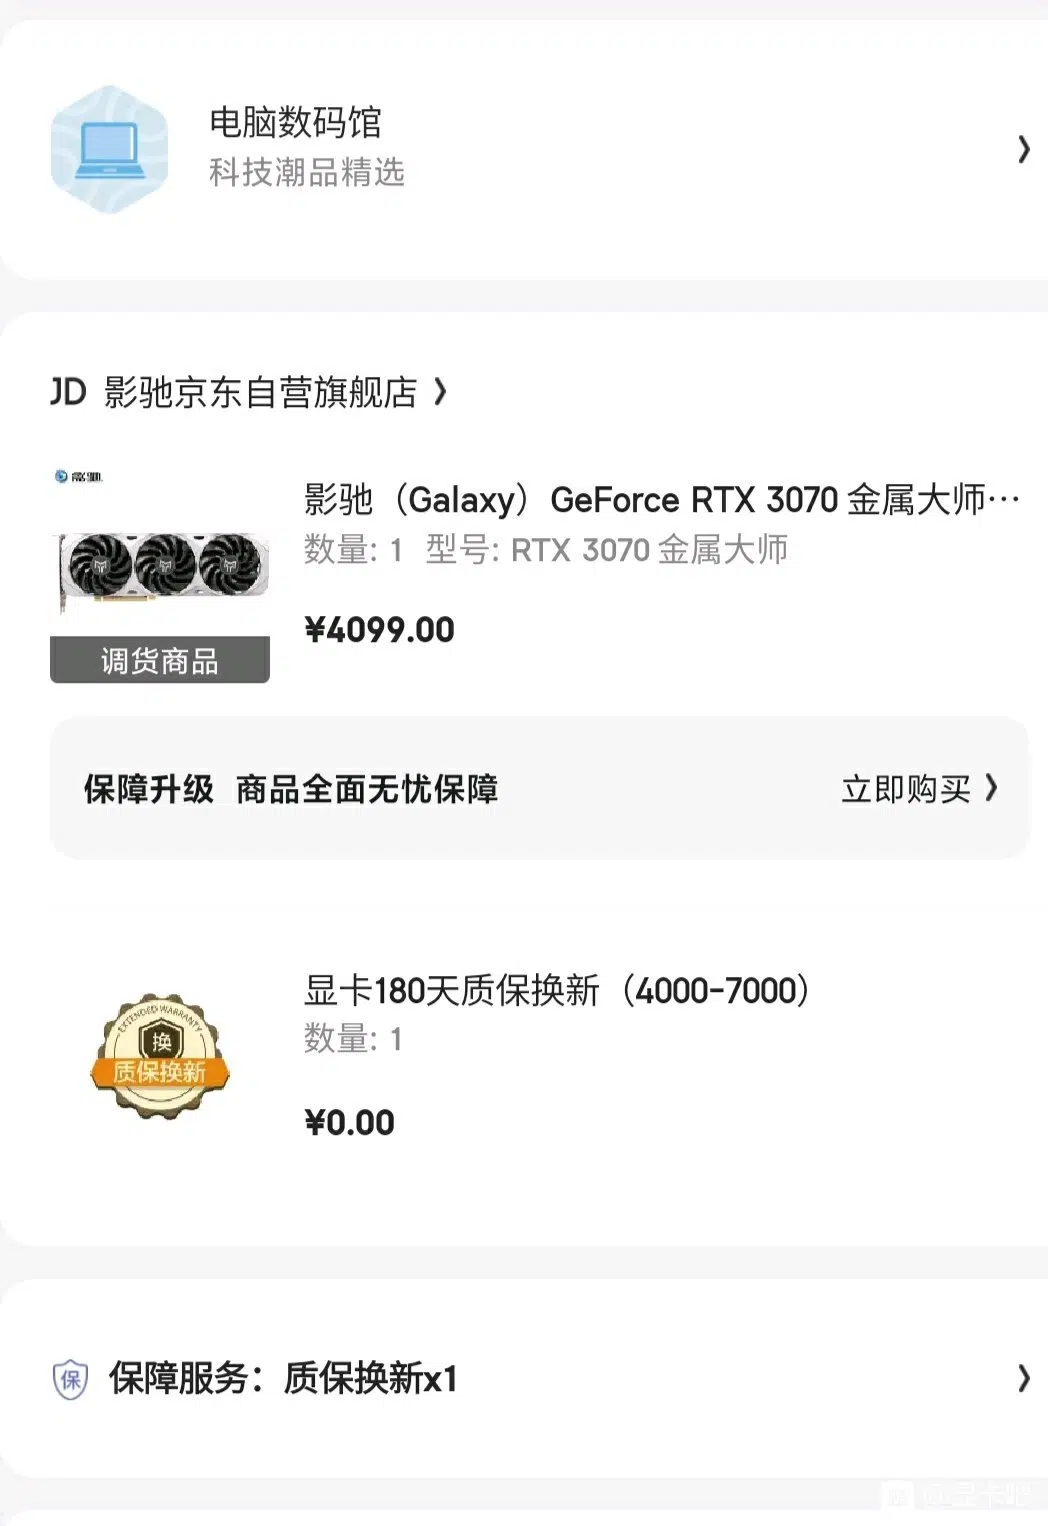 电脑数码馆
科技潮品精选
JD 影驰京东自营旗舰店
影驰
影驰（Galaxy）GeForce RTX 3070 金属大师…
数量: 1 型号: RTX 3070 金属大师
¥4099.00
调货商品
保障升级 商品全面无忧保障
立即购买
显卡180天质保换新（4000-7000）
数量: 1
EXTENDED WARRANTY
换
质保换新
¥0.00
保 保障服务：质保换新x1
@显卡吧